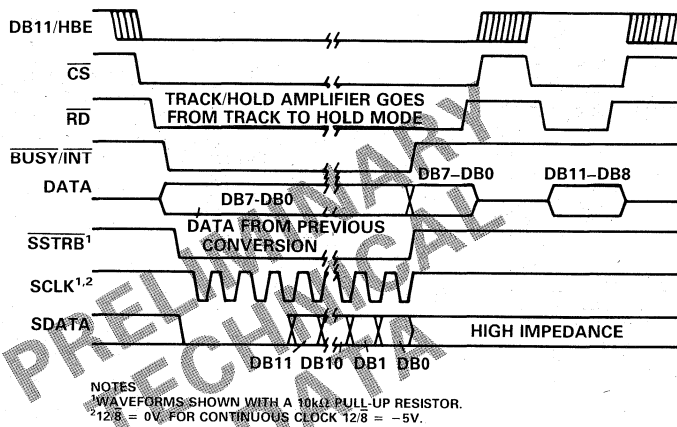 DB11/HBE
CS
RD
TRACK/HOLD AMPLIFIER GOES
FROM TRACK TO HOLD MODE
BUSY/INT
DATA
DB7-DB0
DB7–DB0
DB11–DB8
DATA FROM PREVIOUS
CONVERSION
SSTRB¹
SCLK¹,²
SDATA
DB11 DB10 DB1 DB0
HIGH IMPEDANCE
PRELIMINARY
TECHNICAL
DATA
NOTES
¹WAVEFORMS SHOWN WITH A 10kΩ PULL-UP RESISTOR.
²12/8 = 0V. FOR CONTINUOUS CLOCK 12/8 = −5V.